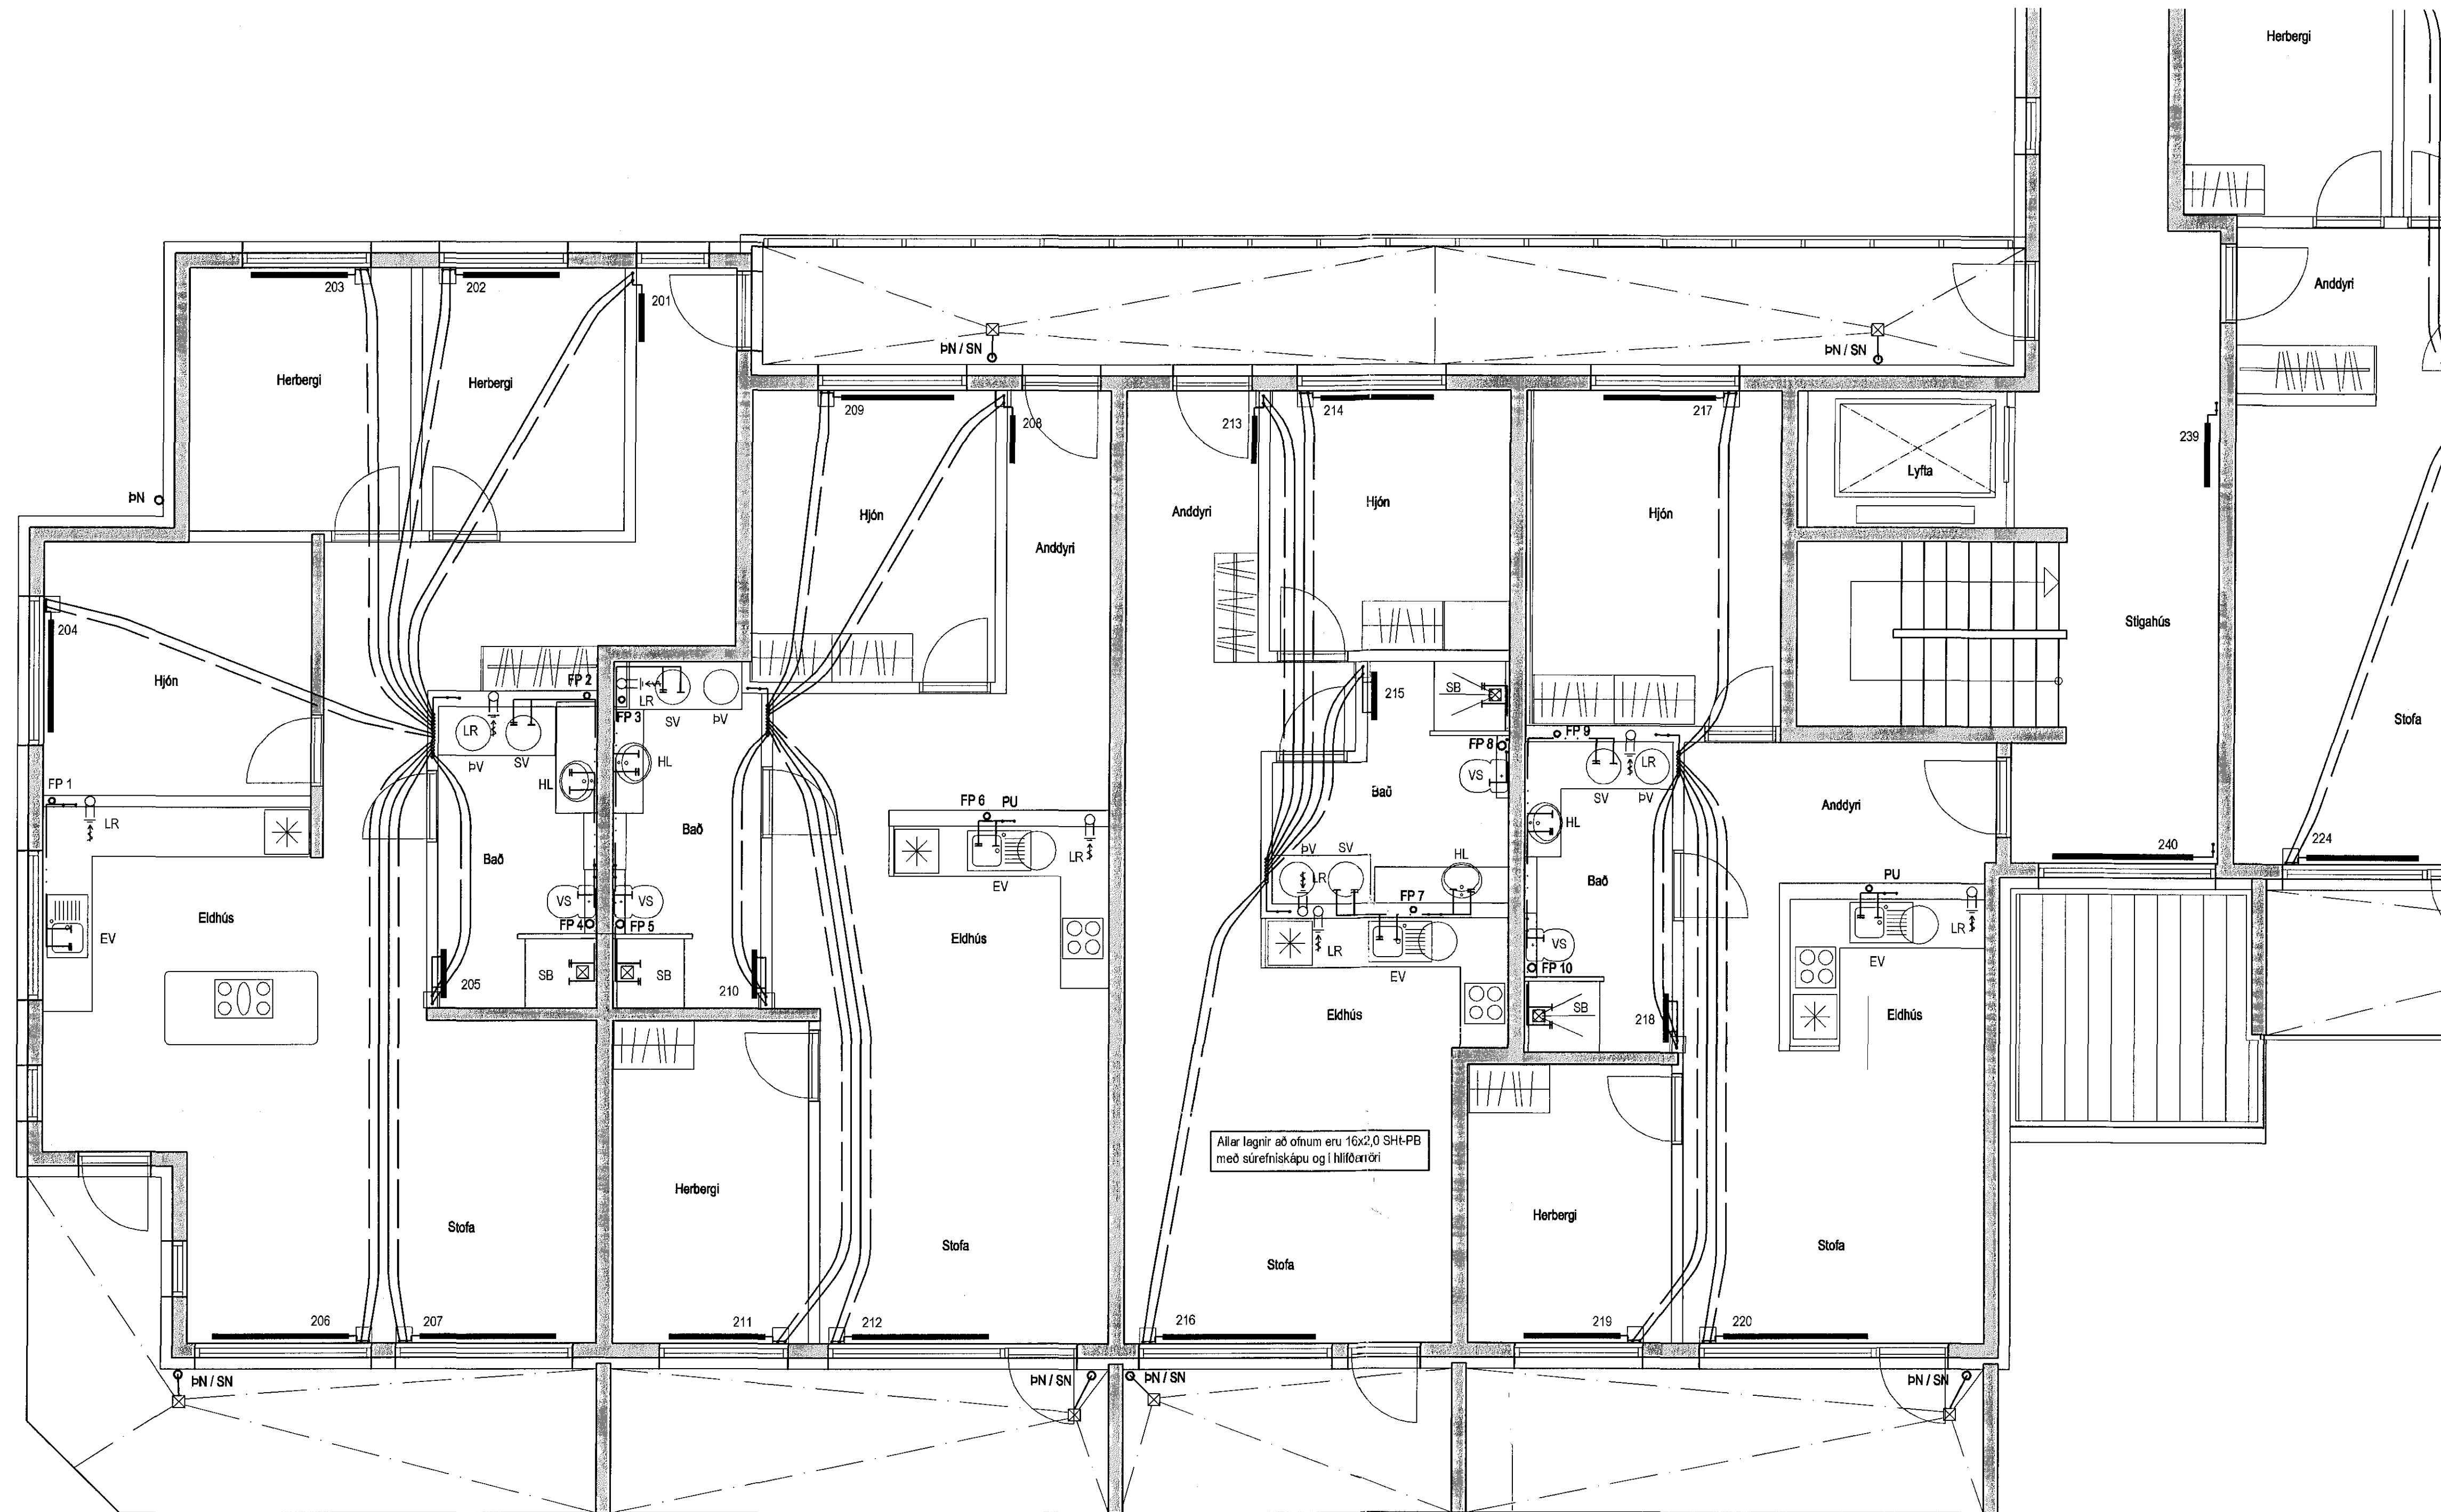 Herbergi
Anddyri
203
202
201
ÞN / SN
ÞN / SN
Herbergi
Herbergi
209
208
213
214
217
239
Lyfta
ÞN
Hjón
Anddyri
Anddyri
Hjón
Hjón
Stigahús
204
Hjón
FP 2
FP 3
LR
SV
ÞV
215
SB
Stofa
LR
ÞV
SV
HL
HL
FP 8
VS
FP 9
LR
SV
ÞV
FP 1
LR
Bað
Bað
FP 6
PU
LR
EV
Bað
HL
Anddyri
240
224
ÞV
SV
LR
HL
FP 7
Bað
PU
LR
EV
Eldhús
EV
VS
VS
FP 4
FP 5
Eldhús
LR
EV
VS
FP 10
SB
SB
205
210
SB
218
Eldhús
Eldhús
Allar lagnir að ofnum eru 16x2,0 SHt-PB
með súrefniskápu og í hlífðarröri
Herbergi
Stofa
Stofa
Stofa
Herbergi
Stofa
206
207
211
212
216
219
220
ÞN / SN
ÞN / SN
ÞN / SN
ÞN / SN